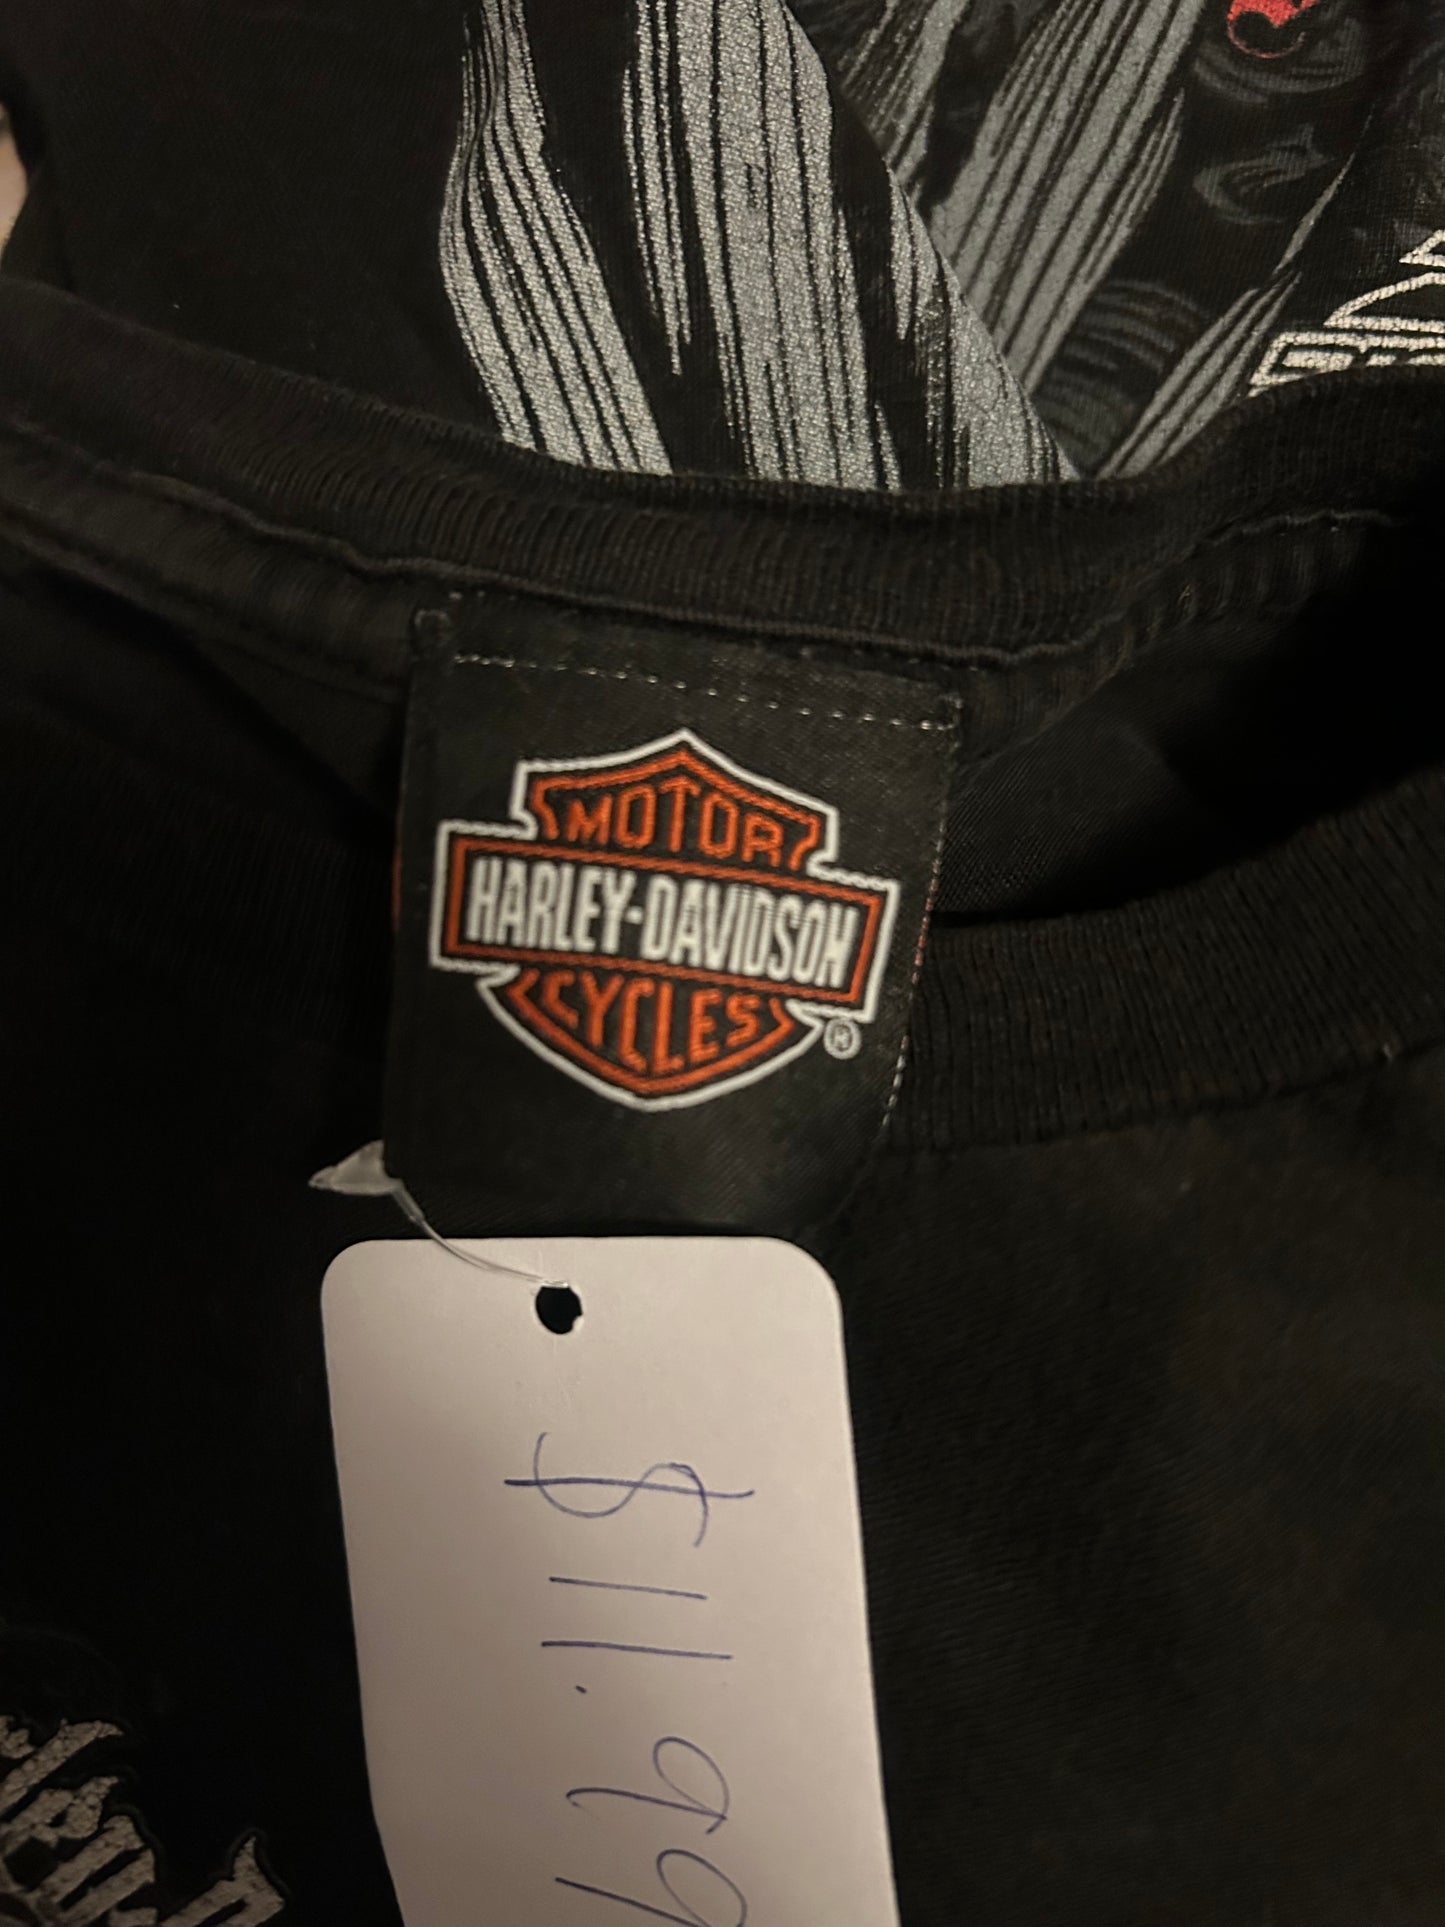 MOTOR
HARLEY-DAVIDSON
CYCLES
®
$11.99